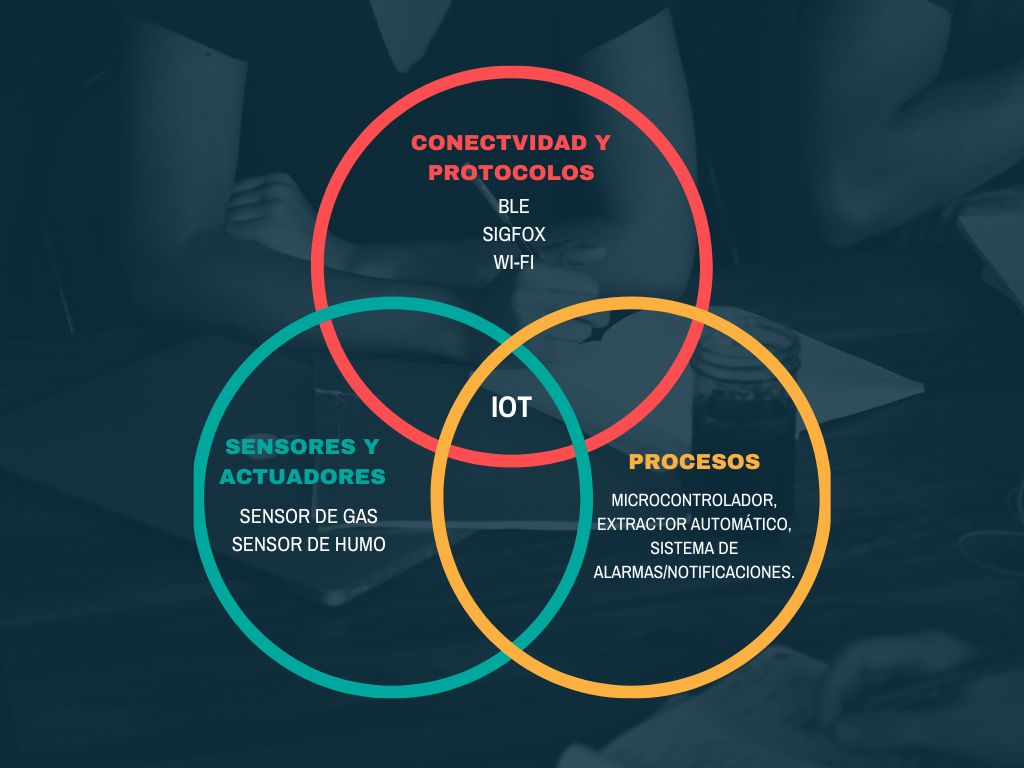 CONECTVIDAD Y
PROTOCOLOS
BLE
SIGFOX
WI-FI
IOT
SENSORES Y
ACTUADORES
SENSOR DE GAS
SENSOR DE HUMO
PROCESOS
MICROCONTROLADOR,
EXTRACTOR AUTOMÁTICO,
SISTEMA DE
ALARMAS/NOTIFICACIONES.